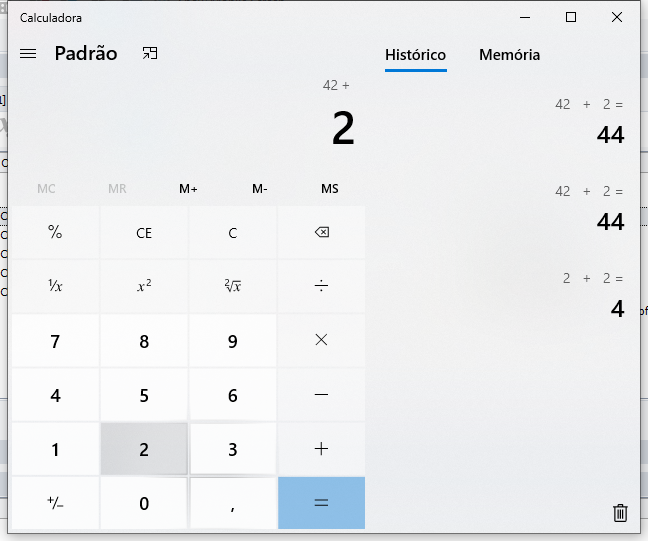 Calculadora
Padrão
Histórico Memória
42 +
2
MC MR M+ M- MS
% CE C
¹/x x² ²√x ÷
7 8 9 ×
4 5 6 −
1 2 3 +
+/− 0 , =
42 + 2 =
44
42 + 2 =
44
2 + 2 =
4